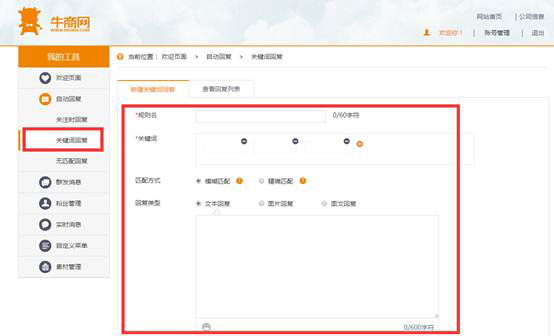 网站首页 | 公司信息
牛商网
WWW.NIUSHANG.COM
欢迎你！ | 账号管理 | 退出
我的工具
当前位置： 欢迎页面 > 自动回复 > 关键词回复
欢迎页面
自动回复
关注时回复
关键词回复
无匹配回复
群发消息
粉丝管理
实时消息
自定义菜单
素材管理
新建关键词回复 查看回复列表
*规则名 0/60字符
*关键词
匹配方式 模糊匹配 ? 精确匹配 ?
回复类型 文本回复 图片回复 图文回复
0/600字符